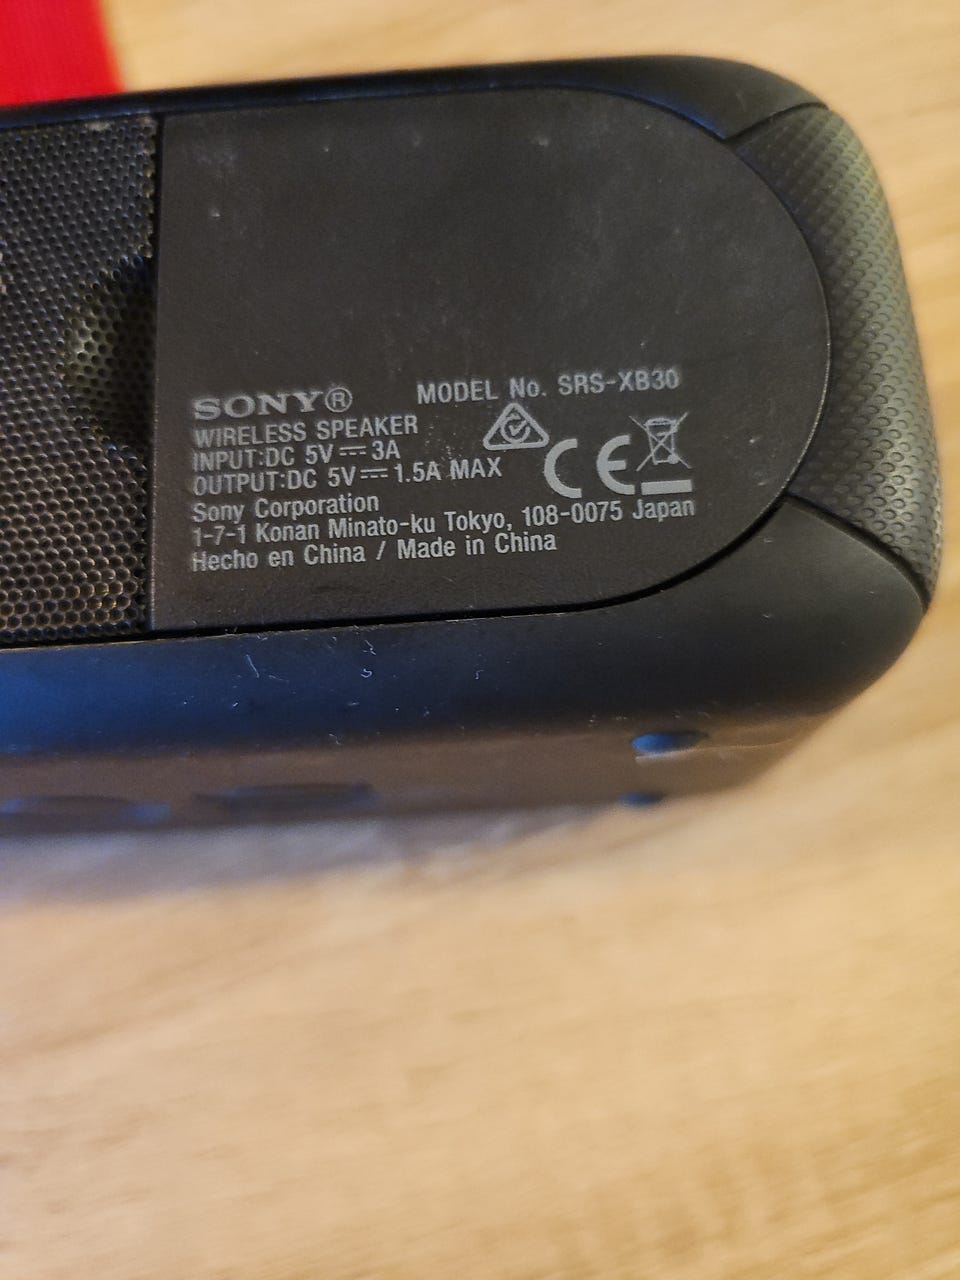 SONY® MODEL No. SRS-XB30
WIRELESS SPEAKER
INPUT:DC 5V⎓3A
OUTPUT:DC 5V⎓1.5A MAX
CE
Sony Corporation
1-7-1 Konan Minato-ku Tokyo, 108-0075 Japan
Hecho en China / Made in China